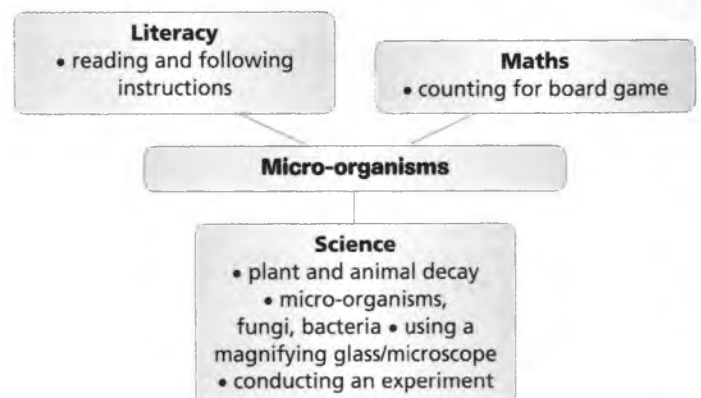 Literacy
• reading and following
instructions
Maths
• counting for board game
Micro-organisms
Science
• plant and animal decay
• micro-organisms,
fungi, bacteria • using a
magnifying glass/microscope
• conducting an experiment